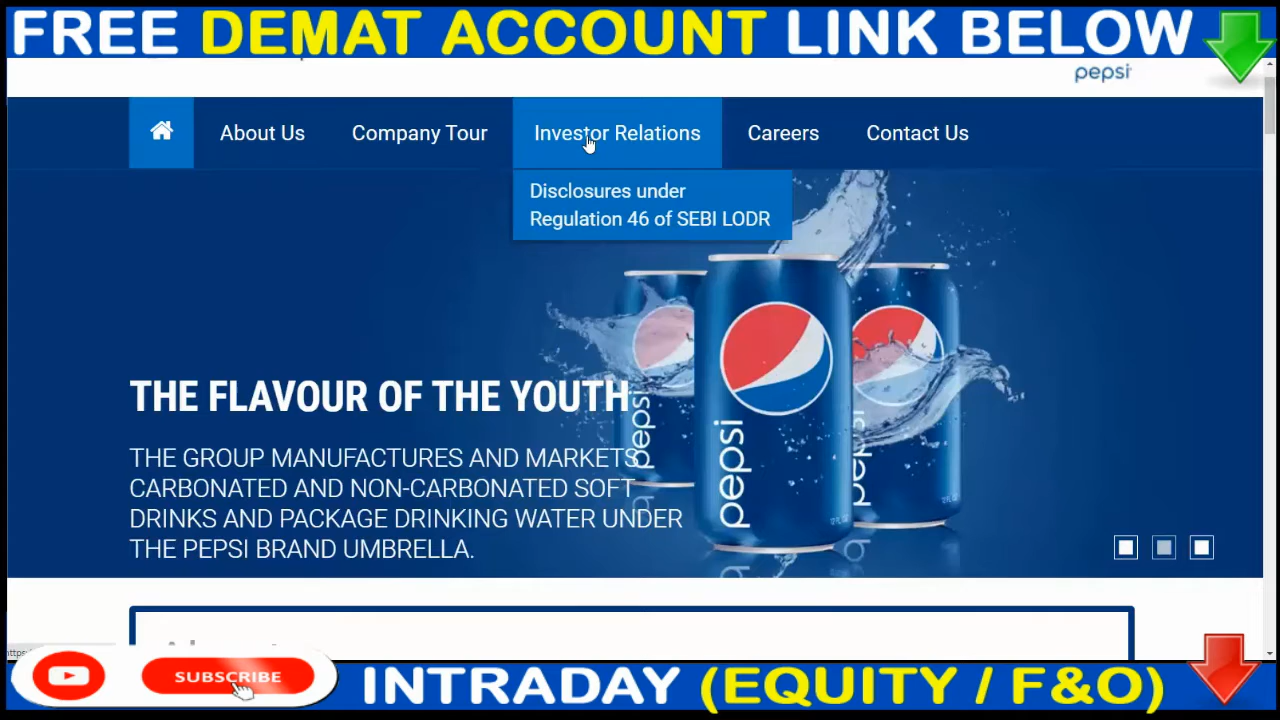 FREE DEMAT ACCOUNT LINK BELOW
pepsi
About Us Company Tour Investor Relations Careers Contact Us
Disclosures under
Regulation 46 of SEBI LODR
THE FLAVOUR OF THE YOUTH
THE GROUP MANUFACTURES AND MARKETS
CARBONATED AND NON-CARBONATED SOFT
DRINKS AND PACKAGE DRINKING WATER UNDER
THE PEPSI BRAND UMBRELLA.
pepsi
pepsi
pepsi
SUBSCRIBE
INTRADAY (EQUITY / F&O)